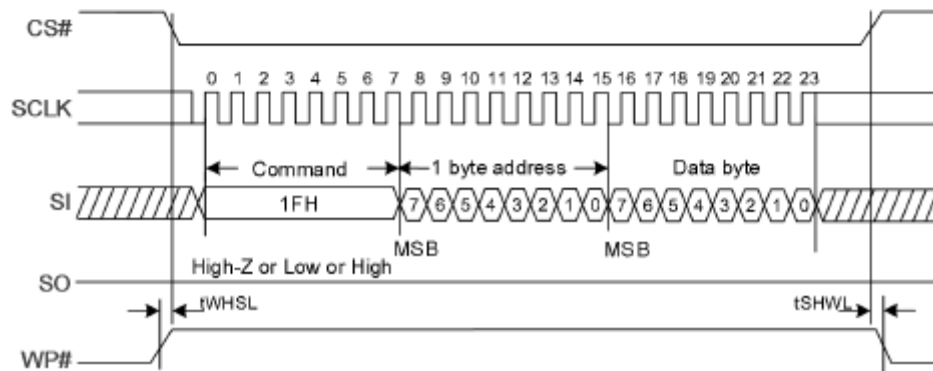 CS#
0 1 2 3 4 5 6 7 8 9 10 11 12 13 14 15 16 17 18 19 20 21 22 23
SCLK
Command 1 byte address Data byte
SI 1FH 7 6 5 4 3 2 1 0 7 6 5 4 3 2 1 0
MSB MSB
High-Z or Low or High
SO
tWHSL tSHWL
WP#